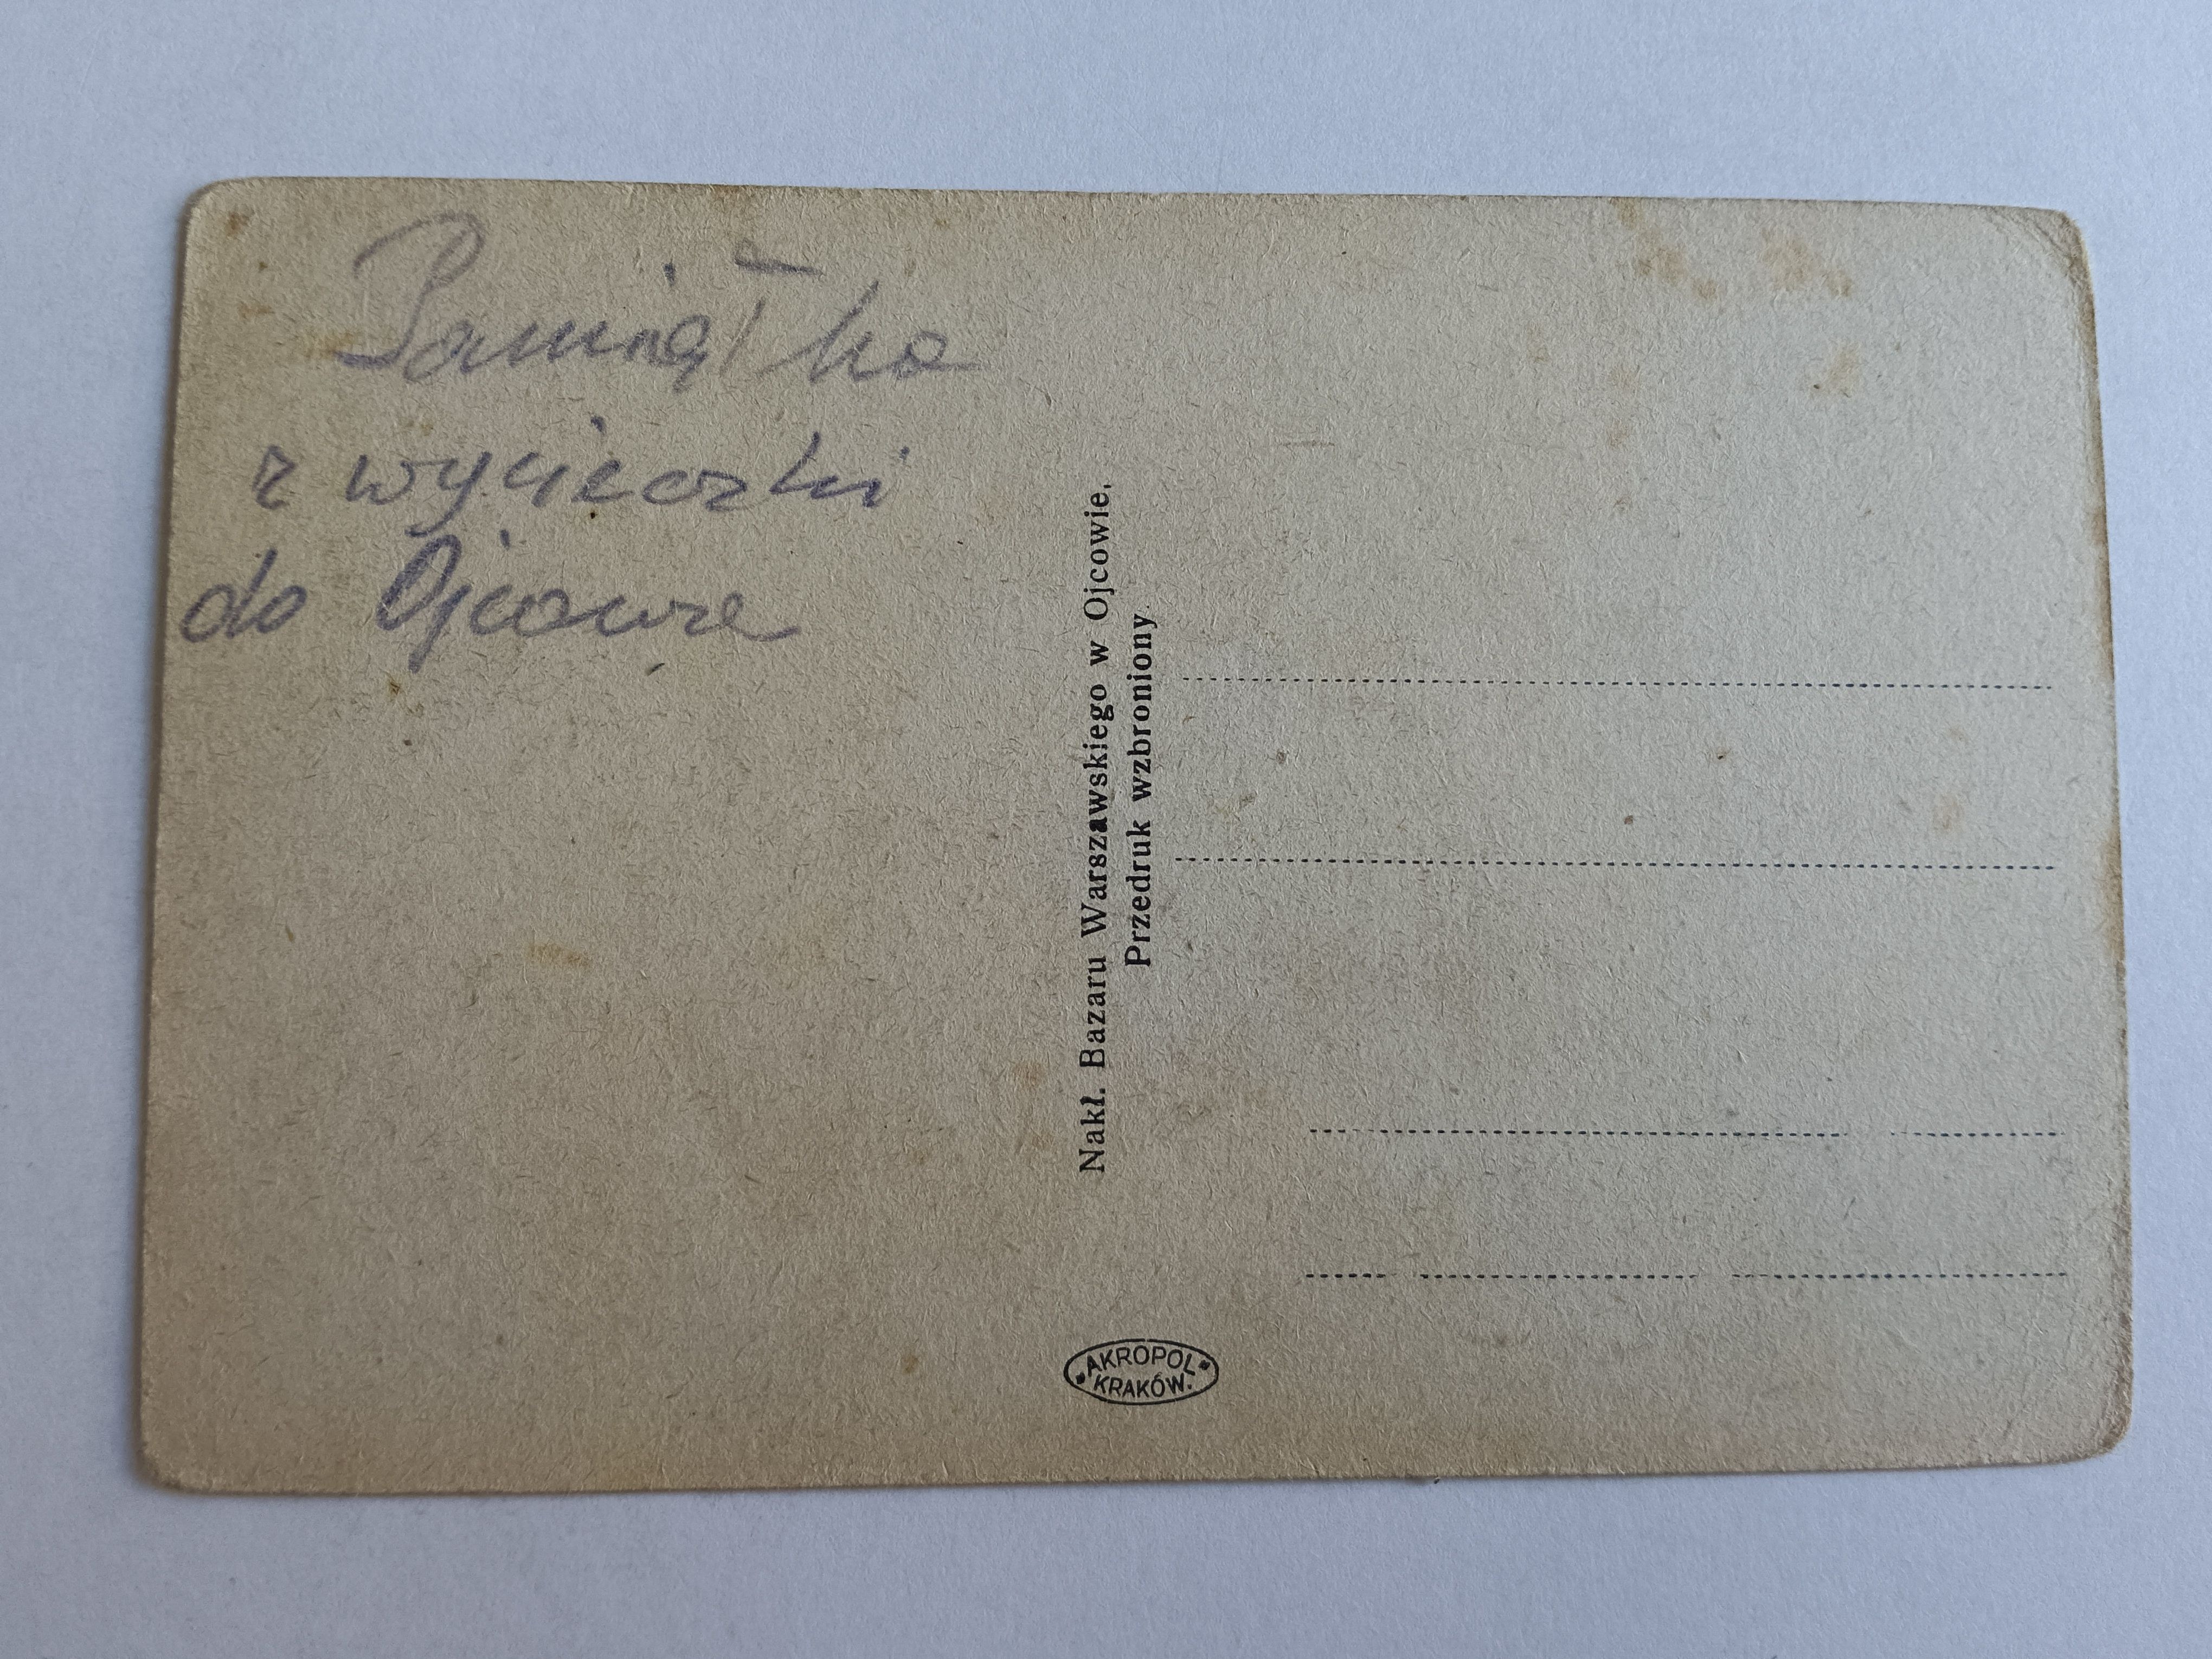 Pamiątka
z wycieczki
do Ojcowa
Nakł. Bazaru Warszawskiego w Ojcowie.
Przedruk wzbroniony.
AKROPOL
KRAKÓW.